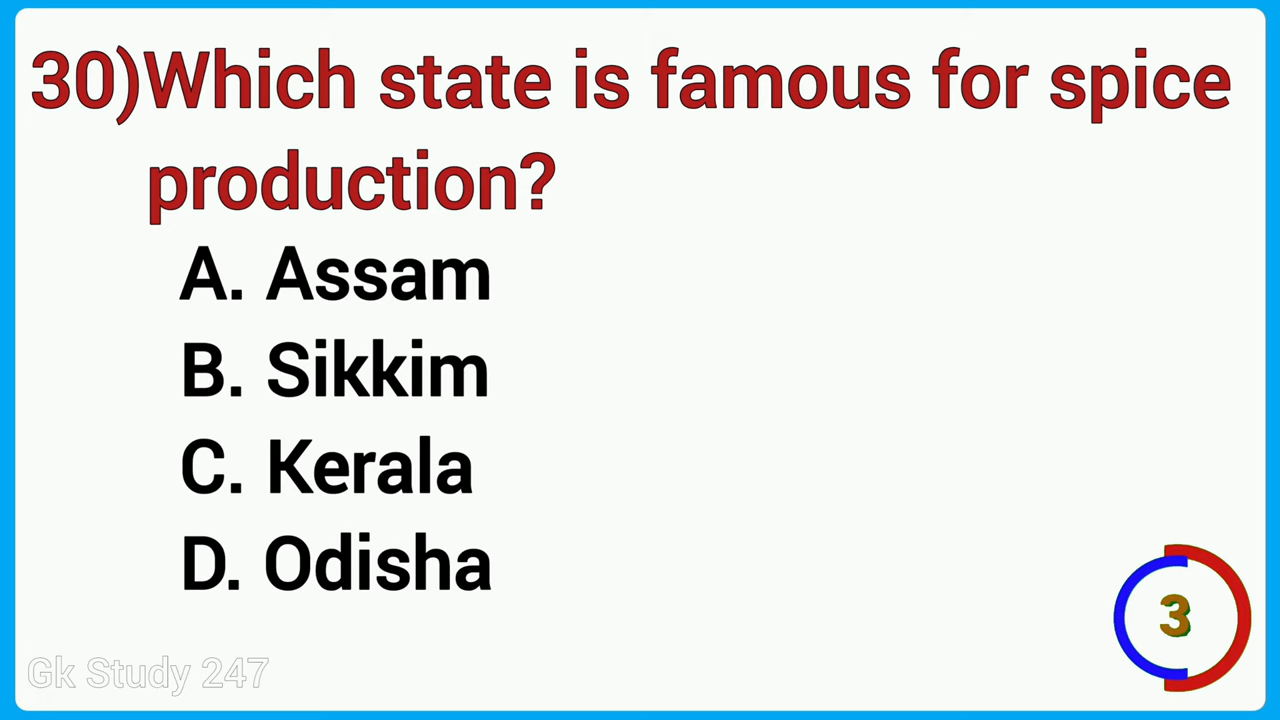 30)Which state is famous for spice
production?
A. Assam
B. Sikkim
C. Kerala
D. Odisha
3
Gk Study 247